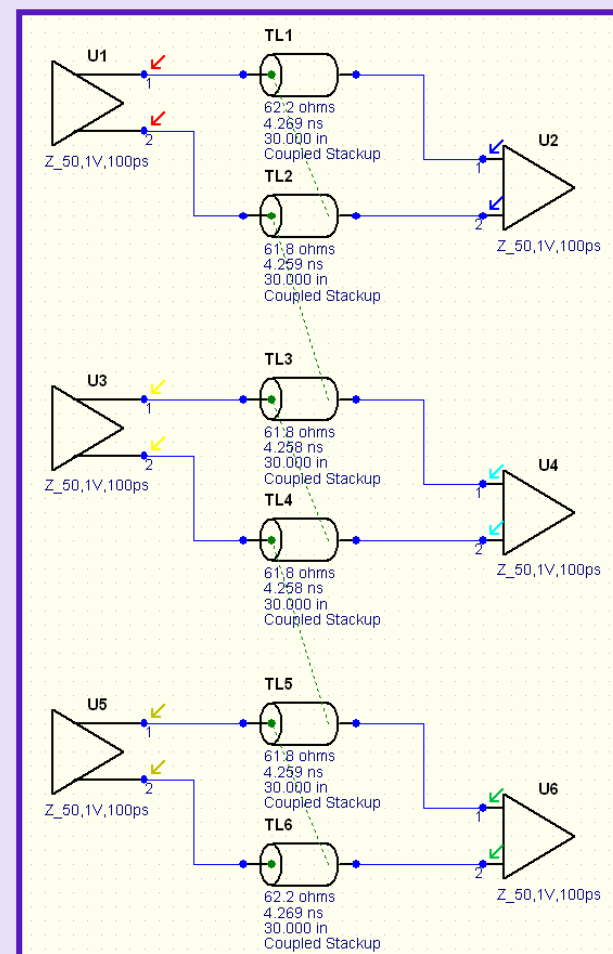 TL1
U1
1
2
Z_50,1V,100ps
62.2 ohms
4.269 ns
30.000 in
Coupled Stackup
U2
1
2
Z_50,1V,100ps
TL2
61.8 ohms
4.259 ns
30.000 in
Coupled Stackup
TL3
U3
1
2
Z_50,1V,100ps
61.8 ohms
4.258 ns
30.000 in
Coupled Stackup
U4
1
2
Z_50,1V,100ps
TL4
61.8 ohms
4.258 ns
30.000 in
Coupled Stackup
TL5
U5
1
2
Z_50,1V,100ps
61.8 ohms
4.259 ns
30.000 in
Coupled Stackup
U6
1
2
Z_50,1V,100ps
TL6
62.2 ohms
4.269 ns
30.000 in
Coupled Stackup